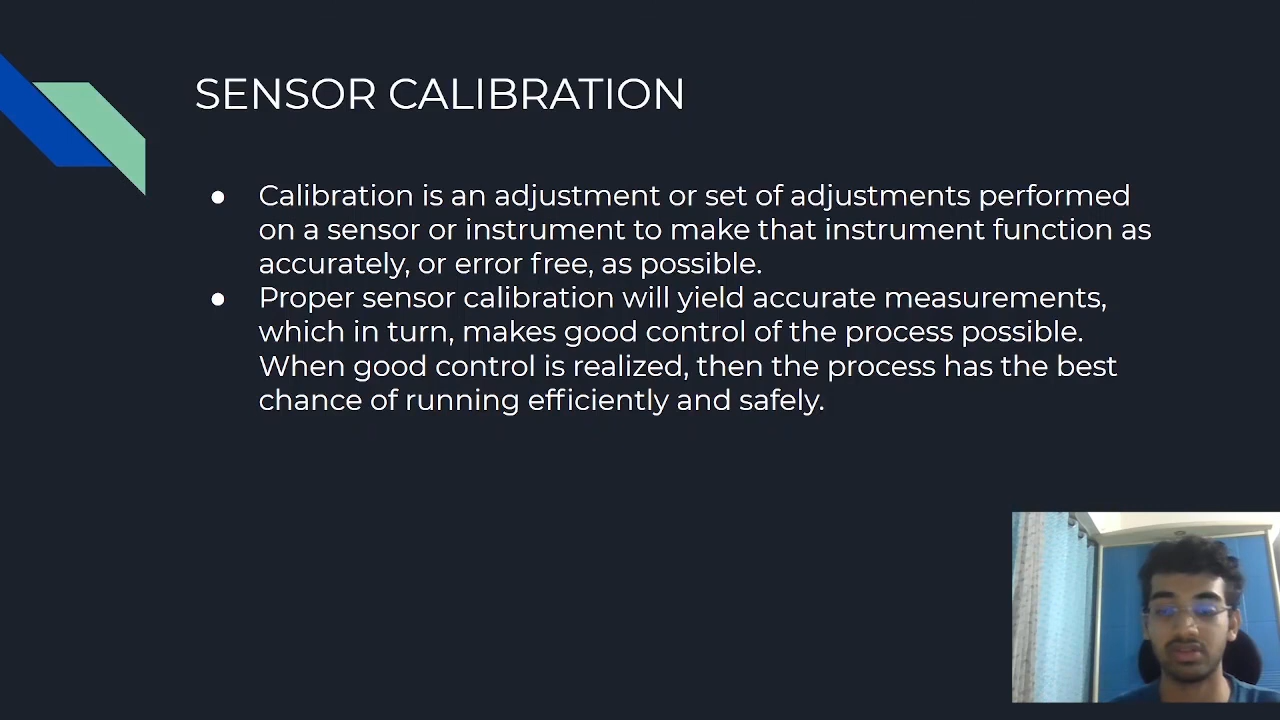 SENSOR CALIBRATION
● Calibration is an adjustment or set of adjustments performed
on a sensor or instrument to make that instrument function as
accurately, or error free, as possible.
● Proper sensor calibration will yield accurate measurements,
which in turn, makes good control of the process possible.
When good control is realized, then the process has the best
chance of running efficiently and safely.